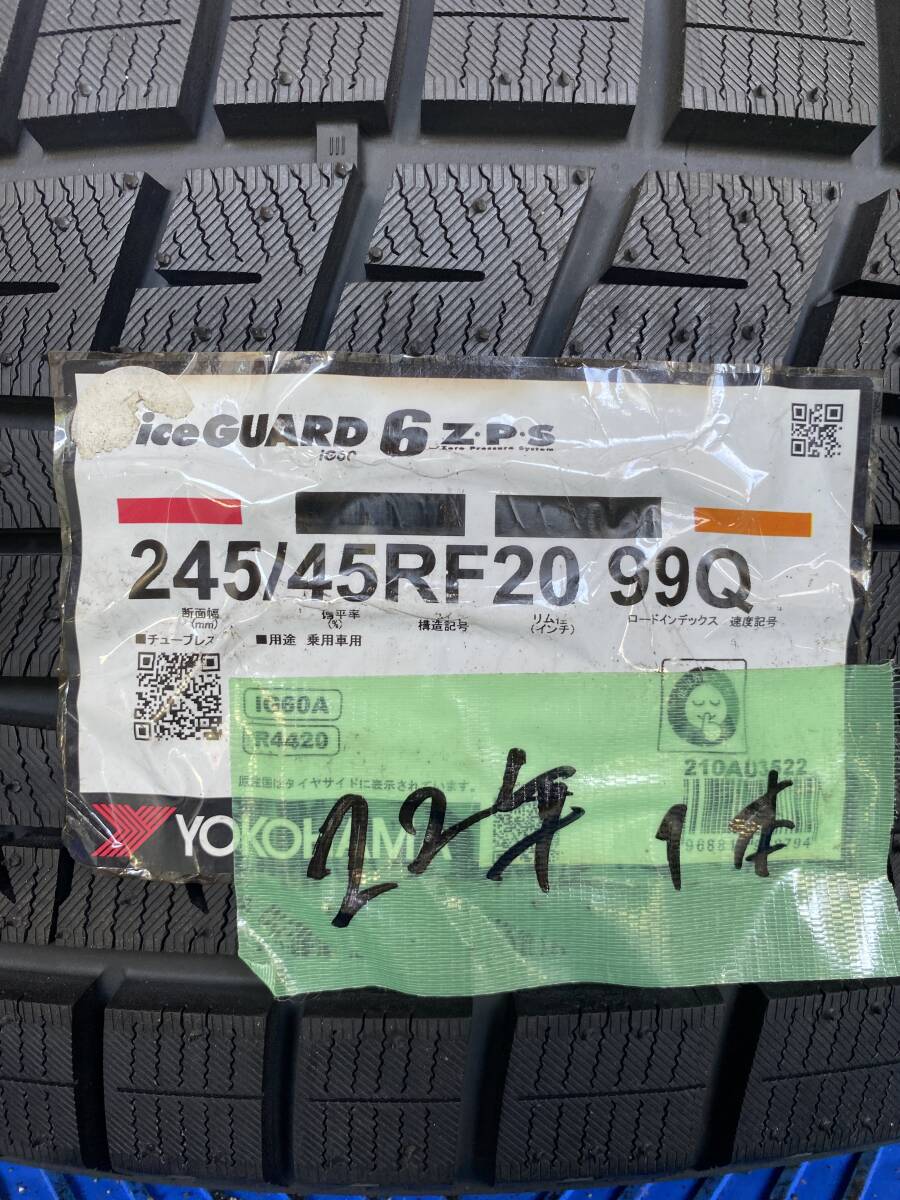 iceGUARD 6 Z・P・S
iG60
Zero Pressure System
245/45RF20 99Q
断面幅 (mm) 偏平率 (%) 構造記号 リム径 (インチ) ロードインデックス 速度記号
■チューブレス ■用途 乗用車用
IG60A
R4420
210A03522
原産国はタイヤサイドに表示されています。
YOKOHAMA
22年 1本